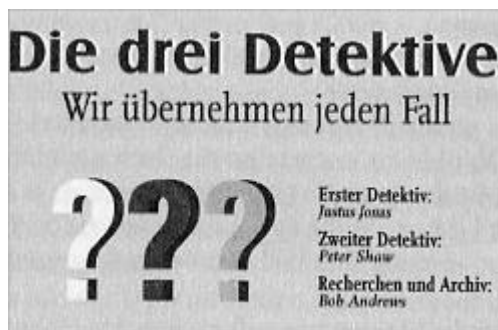 Die drei Detektive
Wir übernehmen jeden Fall
???
Erster Detektiv:
Justus Jonas
Zweiter Detektiv:
Peter Shaw
Recherchen und Archiv:
Bob Andrews